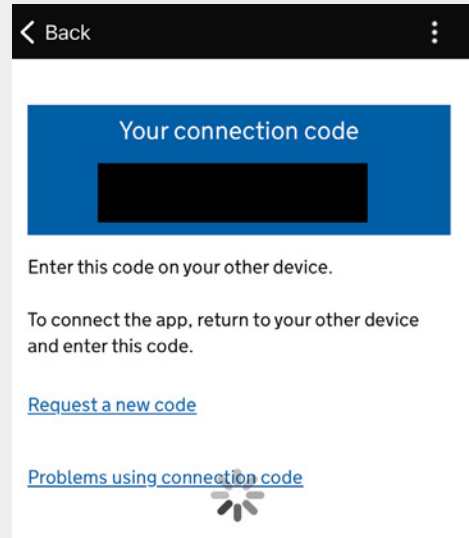 Back
Your connection code
Enter this code on your other device.
To connect the app, return to your other device
and enter this code.
Request a new code
Problems using connection code